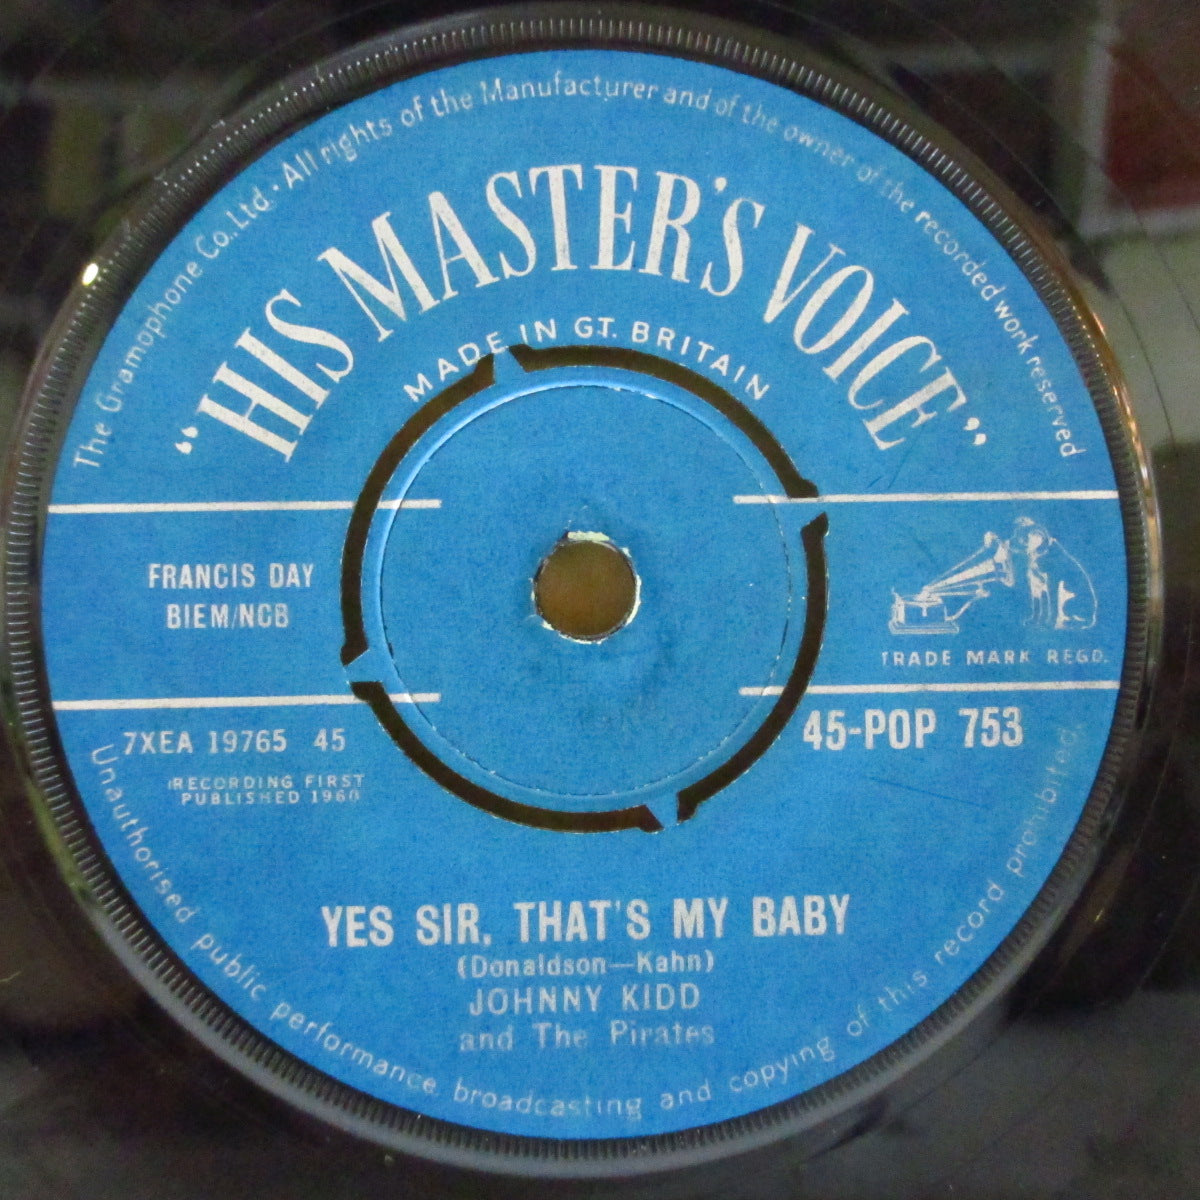 The Gramophone Co., Ltd. · All rights of the Manufacturer and of the owner of the recorded work reserved
"HIS MASTER'S VOICE"
MADE IN GT. BRITAIN
FRANCIS DAY
BIEM/NCB
TRADE MARK REGD.
7XEA 19765 45
RECORDING FIRST
PUBLISHED 1960
45-POP 753
YES SIR, THAT'S MY BABY
(Donaldson—Kahn)
JOHNNY KIDD
and The Pirates
Unauthorised public performance broadcasting and copying of this record prohibited.